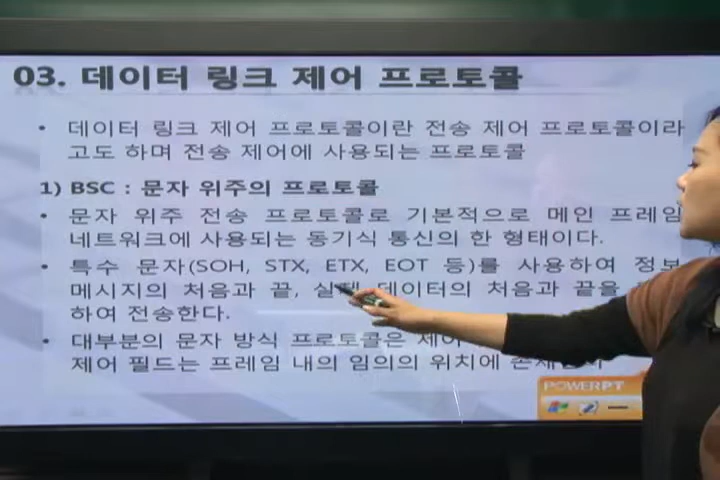 03. 데이터 링크 제어 프로토콜
• 데이터 링크 제어 프로토콜이란 전송 제어 프로토콜이라
고도 하며 전송 제어에 사용되는 프로토콜
1) BSC : 문자 위주의 프로토콜
• 문자 위주 전송 프로토콜로 기본적으로 메인 프레임
네트워크에 사용되는 동기식 통신의 한 형태이다.
• 특수 문자(SOH, STX, ETX, EOT 등)를 사용하여 정보
메시지의 처음과 끝, 데이터의 처음과 끝을
하여 전송한다.
• 대부분의 문자 방식 프로토콜은
제어 필드는 프레임 내의 임의의 위치에
POWERPT